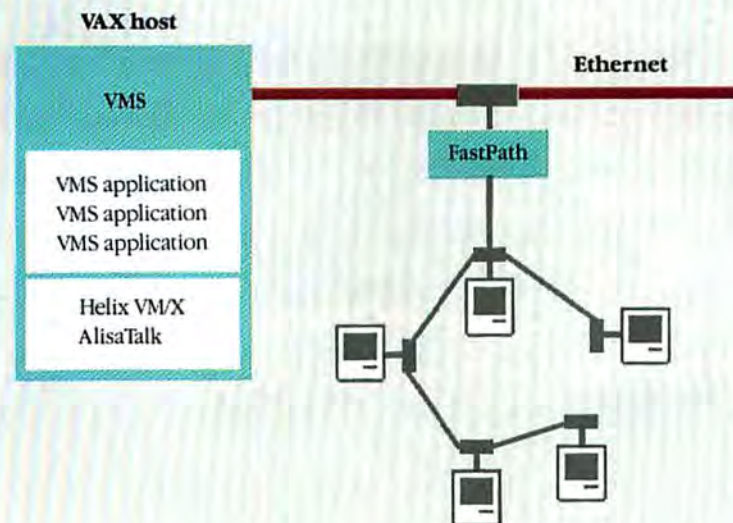 VAX host
Ethernet
VMS
FastPath
VMS application
VMS application
VMS application
Helix VM/X
AlisaTalk